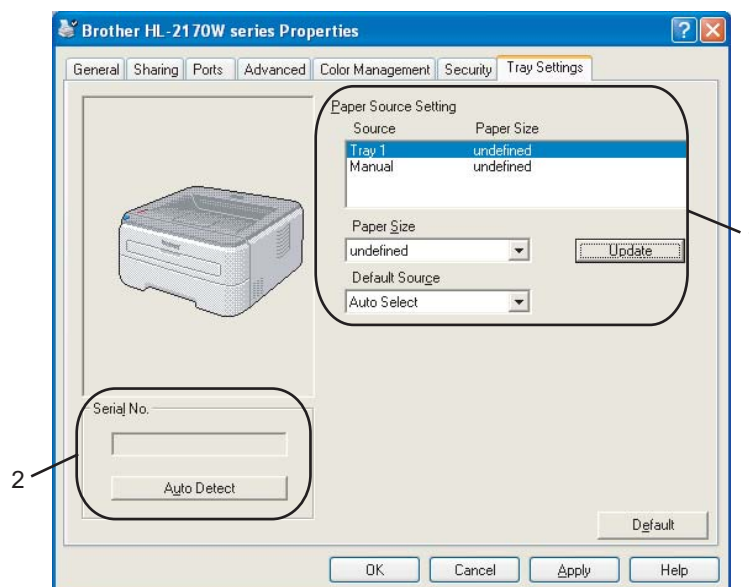 Brother HL-2170W series Properties
General Sharing Ports Advanced Color Management Security Tray Settings
Paper Source Setting
Source Paper Size
Tray 1 undefined
Manual undefined
Paper Size
undefined
Update
Default Source
Auto Select
Serial No.
Auto Detect
2
Default
OK Cancel Apply Help